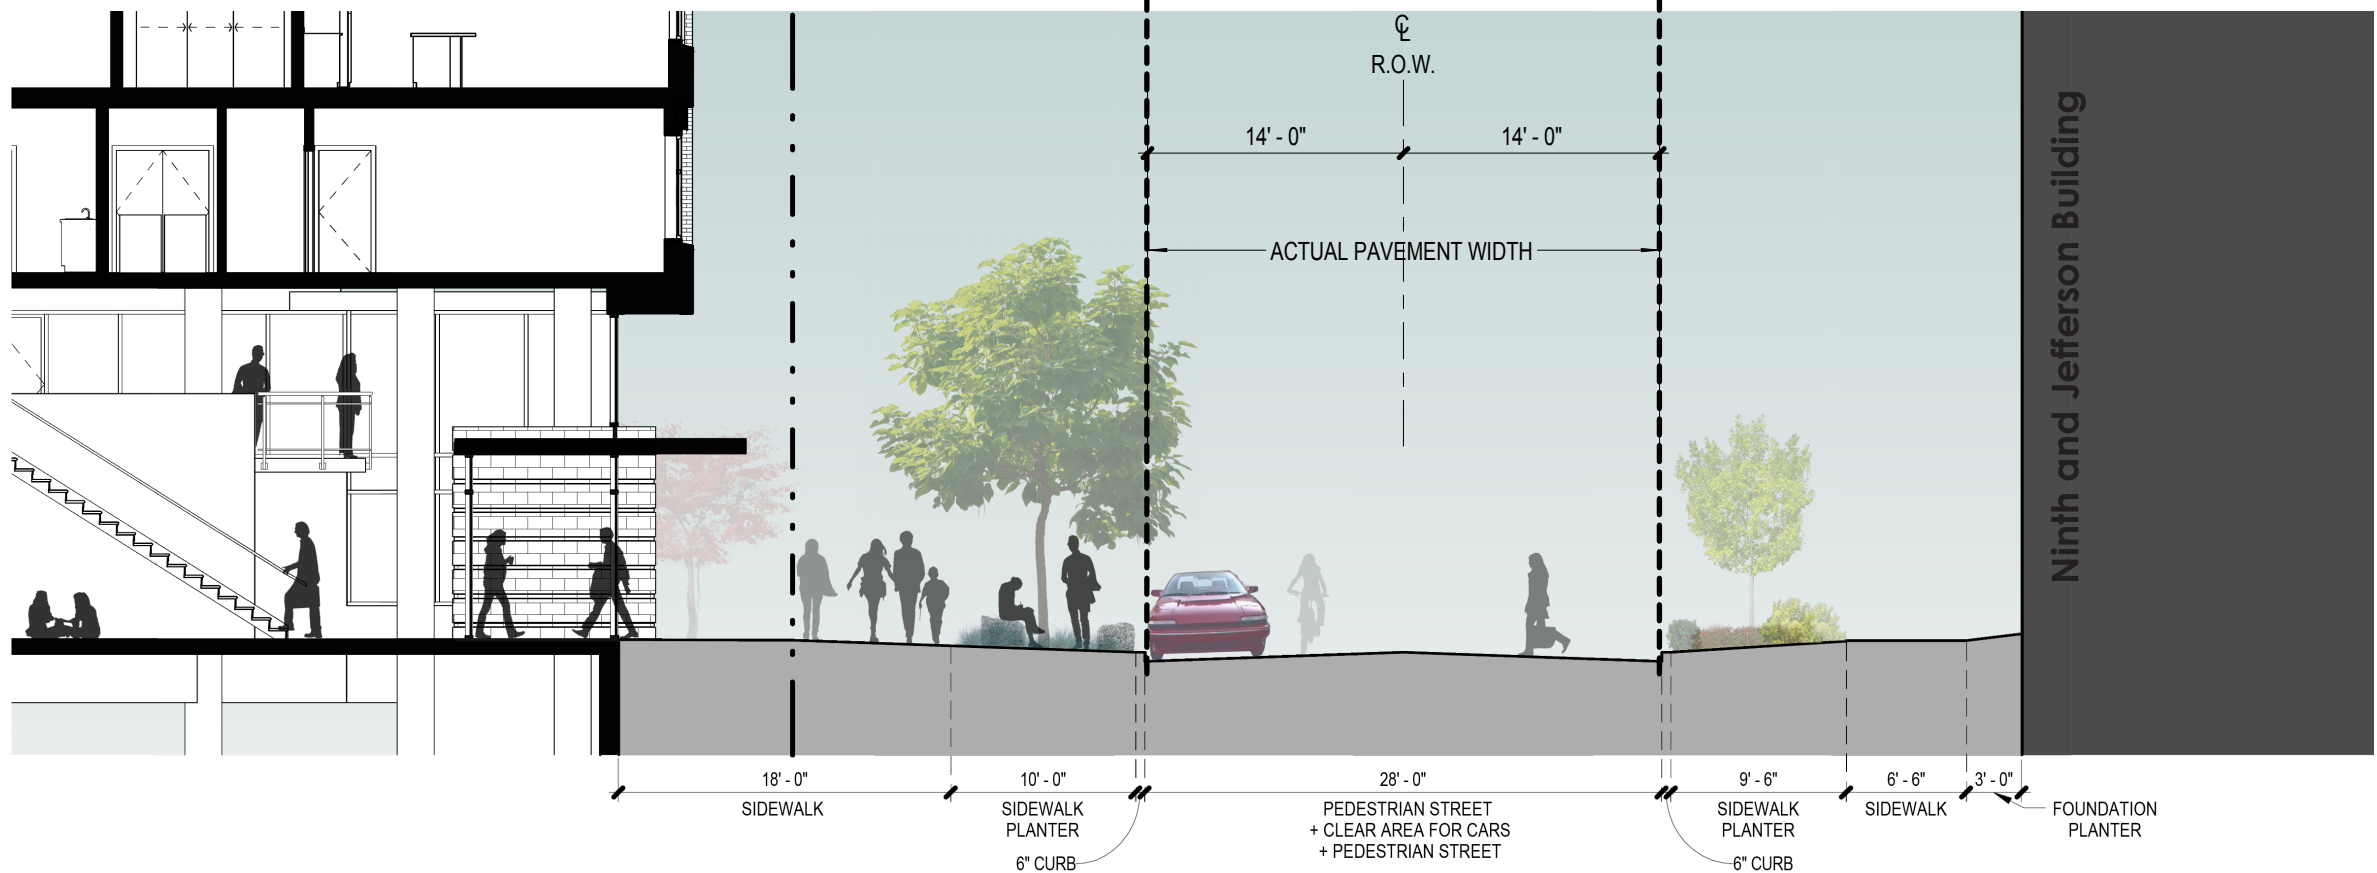 ℄
R.O.W.
14' - 0"
14' - 0"
ACTUAL PAVEMENT WIDTH
Ninth and Jefferson Building
18' - 0"
SIDEWALK
10' - 0"
SIDEWALK
PLANTER
6" CURB
28' - 0"
PEDESTRIAN STREET
+ CLEAR AREA FOR CARS
+ PEDESTRIAN STREET
9' - 6"
SIDEWALK
PLANTER
6" CURB
6' - 6"
SIDEWALK
3' - 0"
FOUNDATION
PLANTER